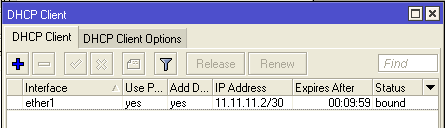 DHCP Client
DHCP Client DHCP Client Options
Release Renew Find
Interface Use P... Add D... IP Address Expires After Status
ether1 yes yes 11.11.11.2/30 00:09:59 bound